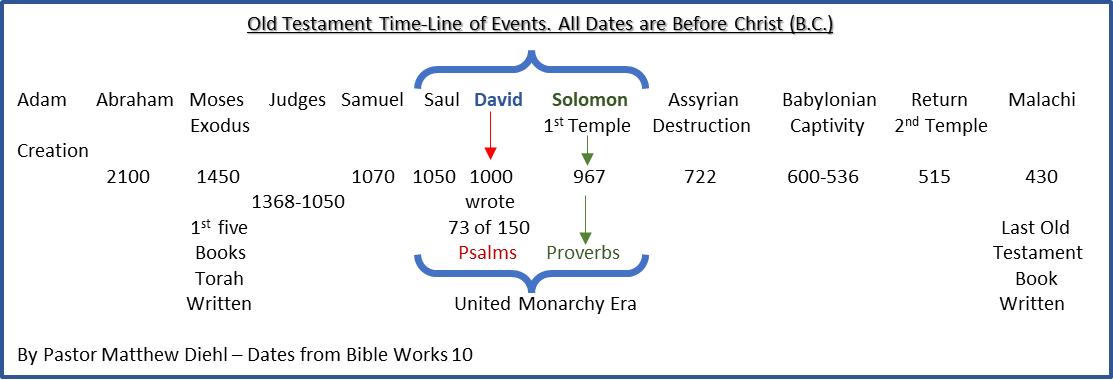 Old Testament Time-Line of Events. All Dates are Before Christ (B.C.)
Adam Abraham Moses Judges Samuel Saul David Solomon Assyrian Babylonian Return Malachi
Exodus 1st Temple Destruction Captivity 2nd Temple
Creation
2100 1450 1070 1050 1000 967 722 600-536 515 430
1368-1050 wrote
1st five 73 of 150 Last Old
Books Psalms Proverbs Testament
Torah Book
Written United Monarchy Era Written
By Pastor Matthew Diehl – Dates from Bible Works 10